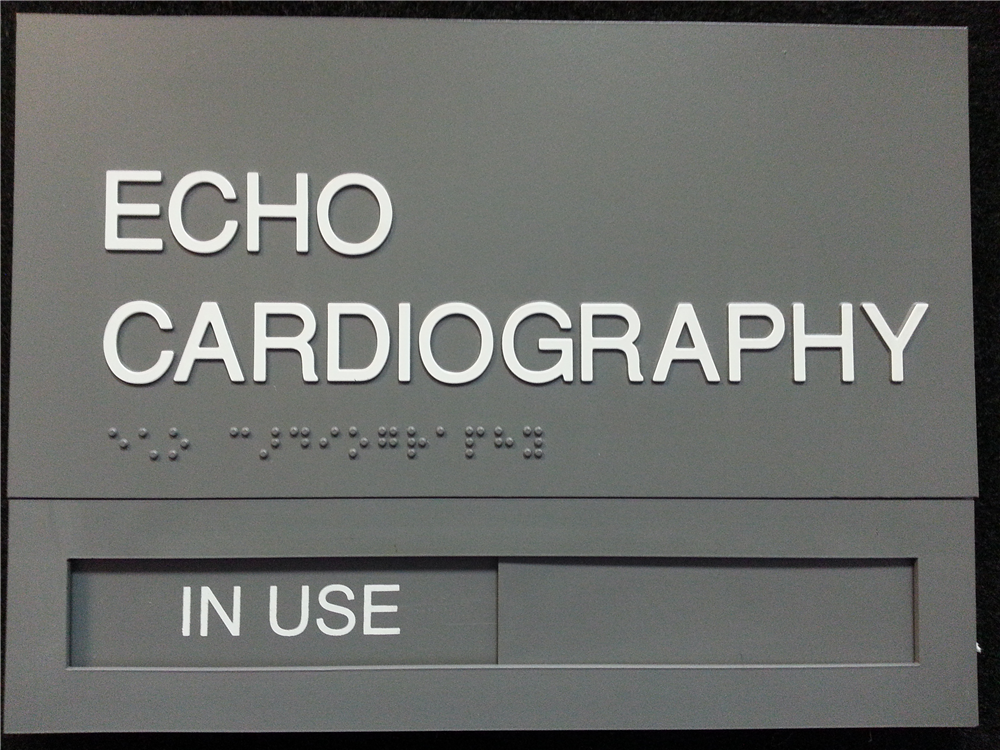 ECHO
CARDIOGRAPHY
⠑⠡⠕ ⠉⠜⠙⠊⠕⠛⠗⠁⠏⠓⠽
IN USE